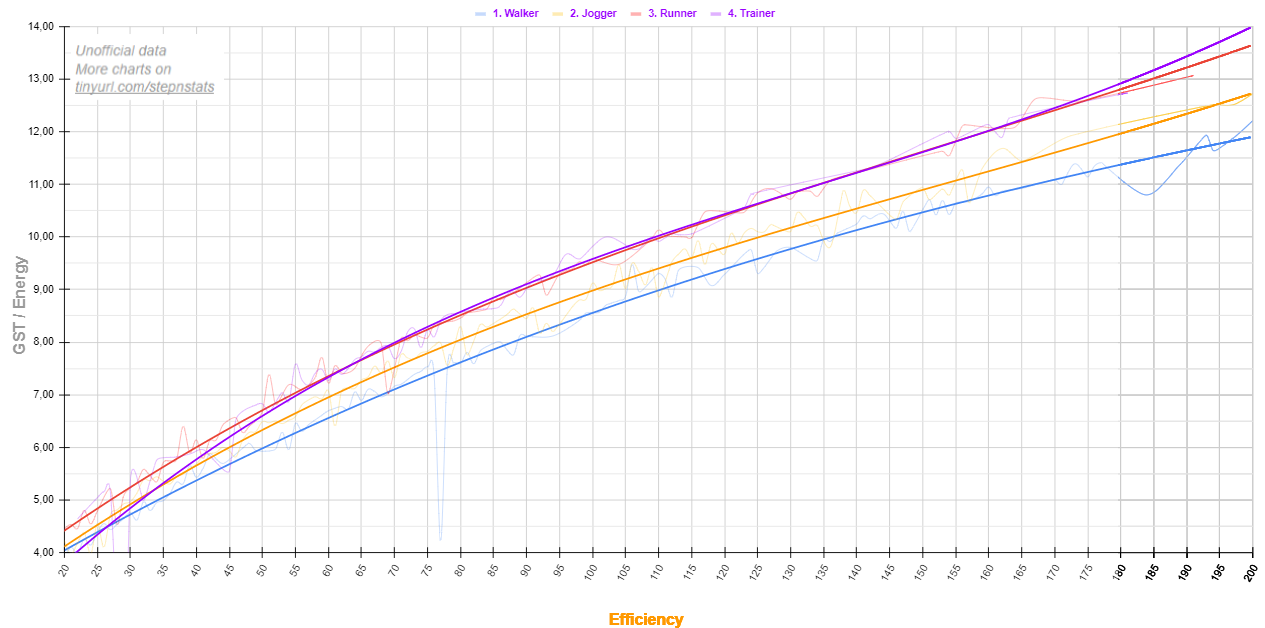 1. Walker 2. Jogger 3. Runner 4. Trainer
Unofficial data
More charts on
tinyurl.com/stepnstats
14,00
13,00
12,00
11,00
10,00
9,00
8,00
7,00
6,00
5,00
4,00
GST / Energy
20 25 30 35 40 45 50 55 60 65 70 75 80 85 90 95 100 105 110 115 120 125 130 135 140 145 150 155 160 165 170 175 180 185 190 195 200
Efficiency